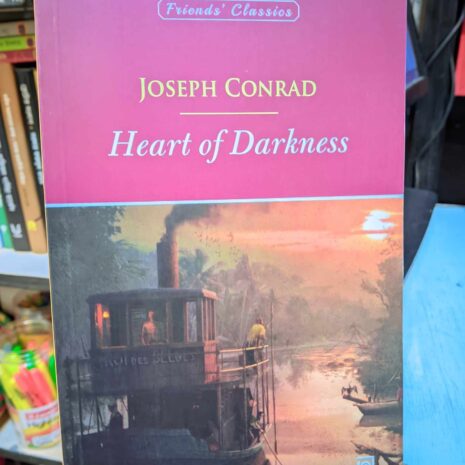 Friends' Classics
JOSEPH CONRAD
Heart of Darkness